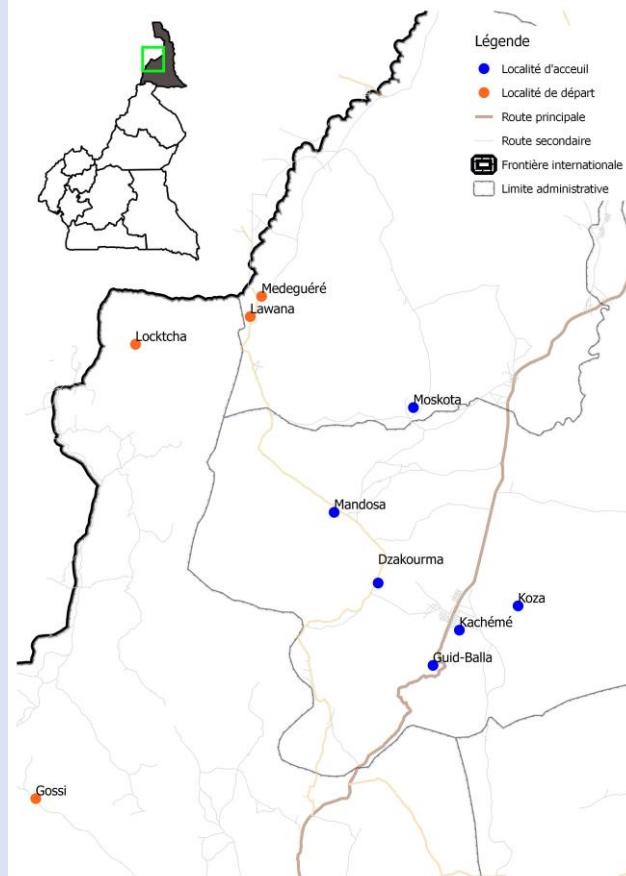 Légende
Localité d'acceuil
Localité de départ
Route principale
Route secondaire
Frontière internationale
Limite administrative
Medeguéré
Lawana
Locktcha
Moskota
Mandosa
Dzakourma
Koza
Kachémé
Guid-Balla
Gossi